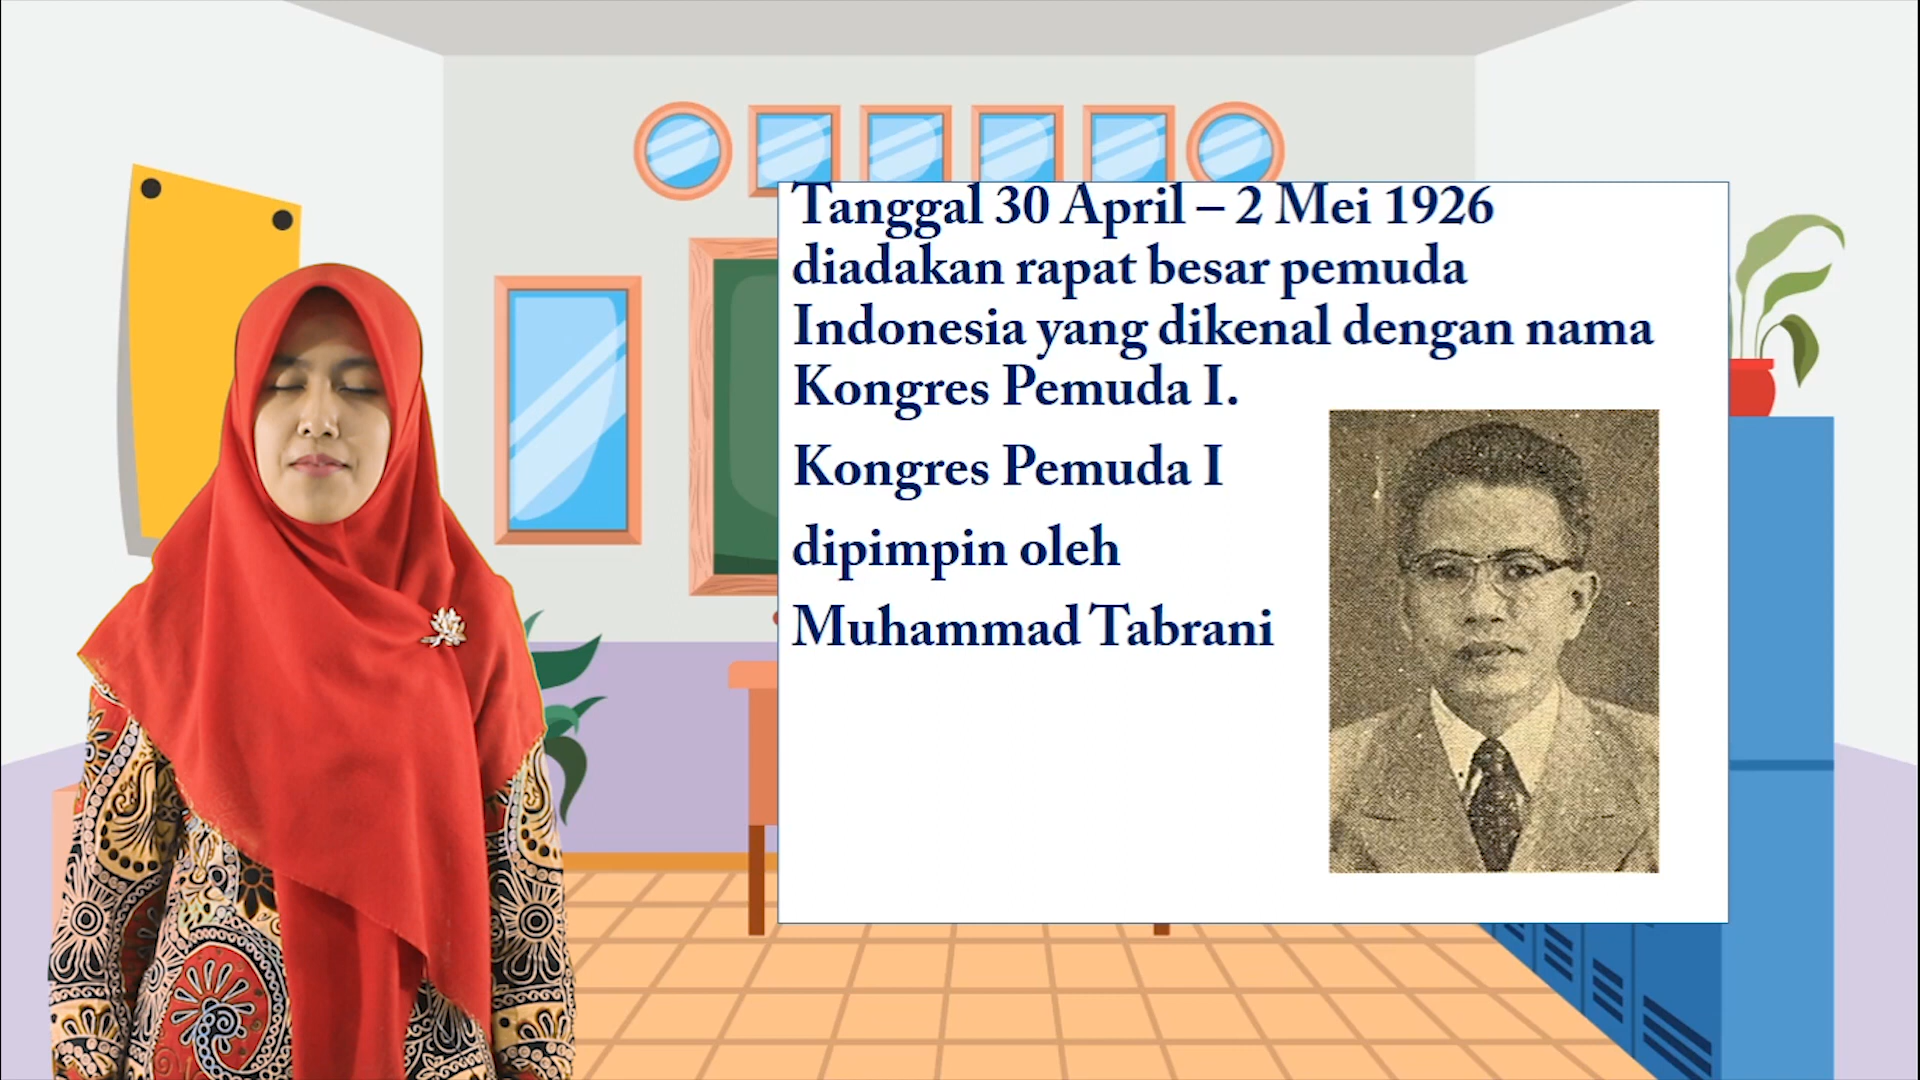 Tanggal 30 April – 2 Mei 1926
diadakan rapat besar pemuda
Indonesia yang dikenal dengan nama
Kongres Pemuda I.
Kongres Pemuda I
dipimpin oleh
Muhammad Tabrani